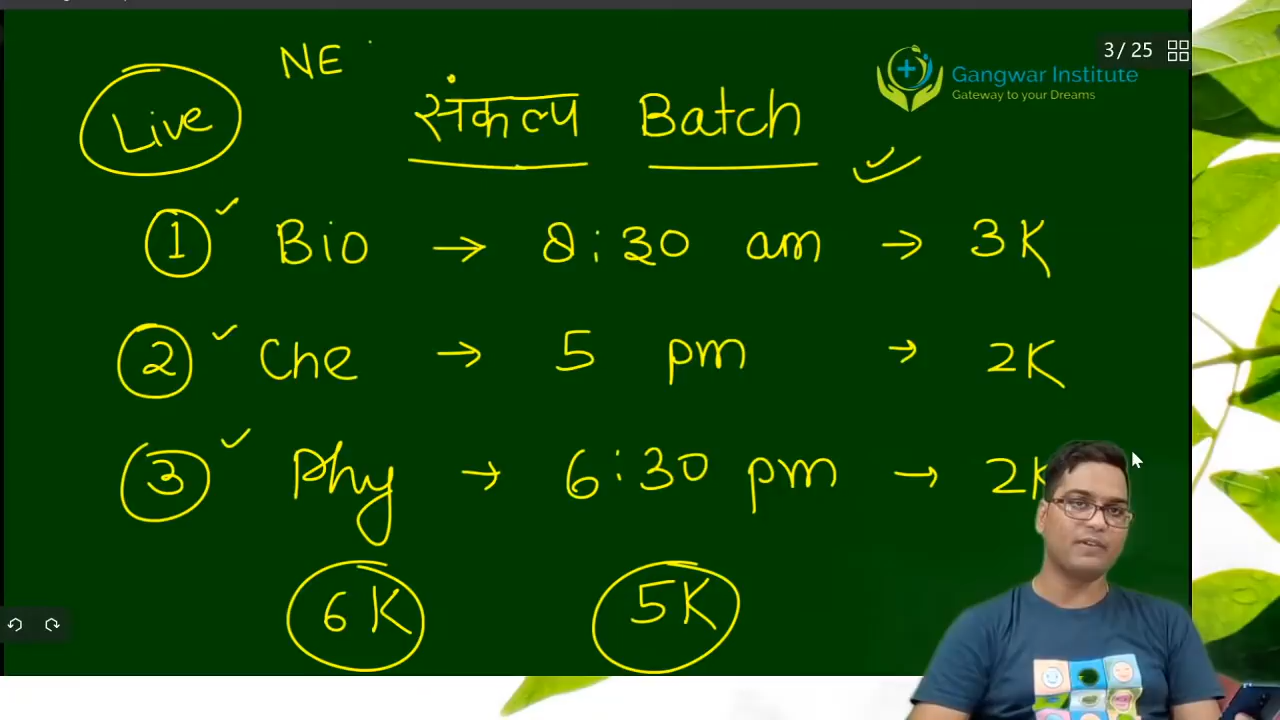 NE
3 / 25
Live
संकल्प Batch
Gangwar Institute
Gateway to your Dreams
1 Bio → 8:30 am → 3K
2 Che → 5 pm → 2K
3 Phy → 6:30 pm → 2K
6K 5K